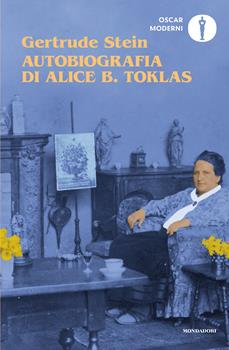 OSCAR
MODERNI
Gertrude Stein
AUTOBIOGRAFIA
DI ALICE B. TOKLAS
MONDADORI